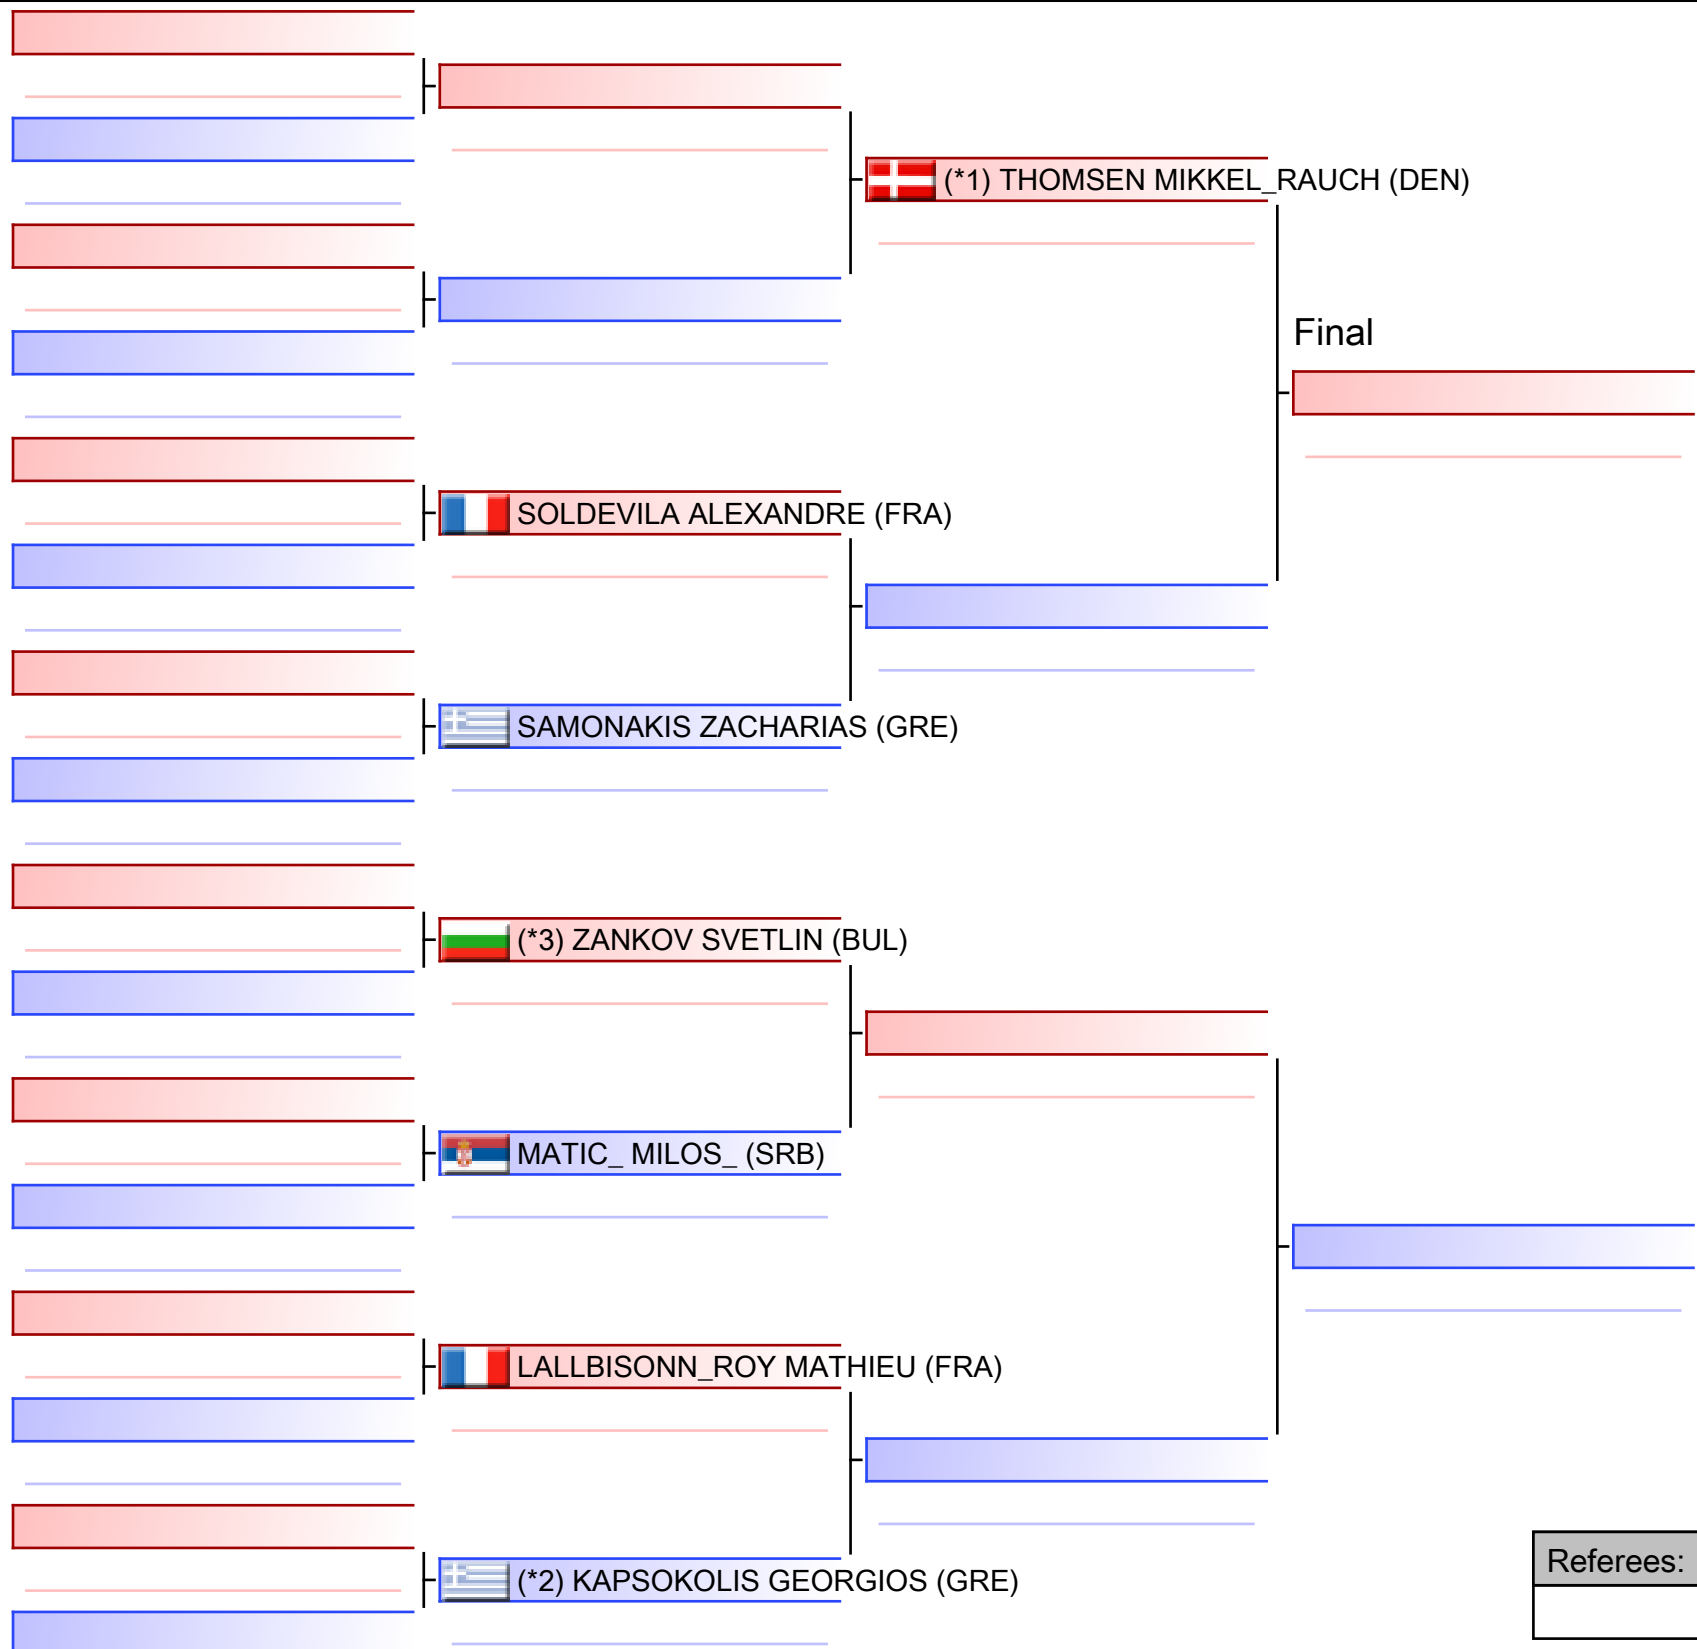 (*1) THOMSEN MIKKEL_RAUCH (DEN)
Final
SOLDEVILA ALEXANDRE (FRA)
SAMONAKIS ZACHARIAS (GRE)
(*3) ZANKOV SVETLIN (BUL)
MATIC_ MILOS_ (SRB)
LALLBISONN_ROY MATHIEU (FRA)
(*2) KAPSOKOLIS GEORGIOS (GRE)
Referees: